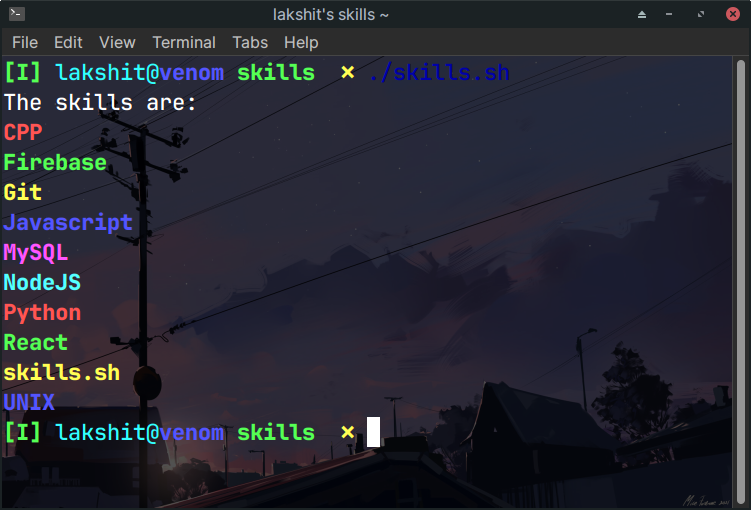 lakshit's skills ~
File Edit View Terminal Tabs Help
[I] lakshit@venom skills × ./skills.sh
The skills are:
CPP
Firebase
Git
Javascript
MySQL
NodeJS
Python
React
skills.sh
UNIX
[I] lakshit@venom skills ×